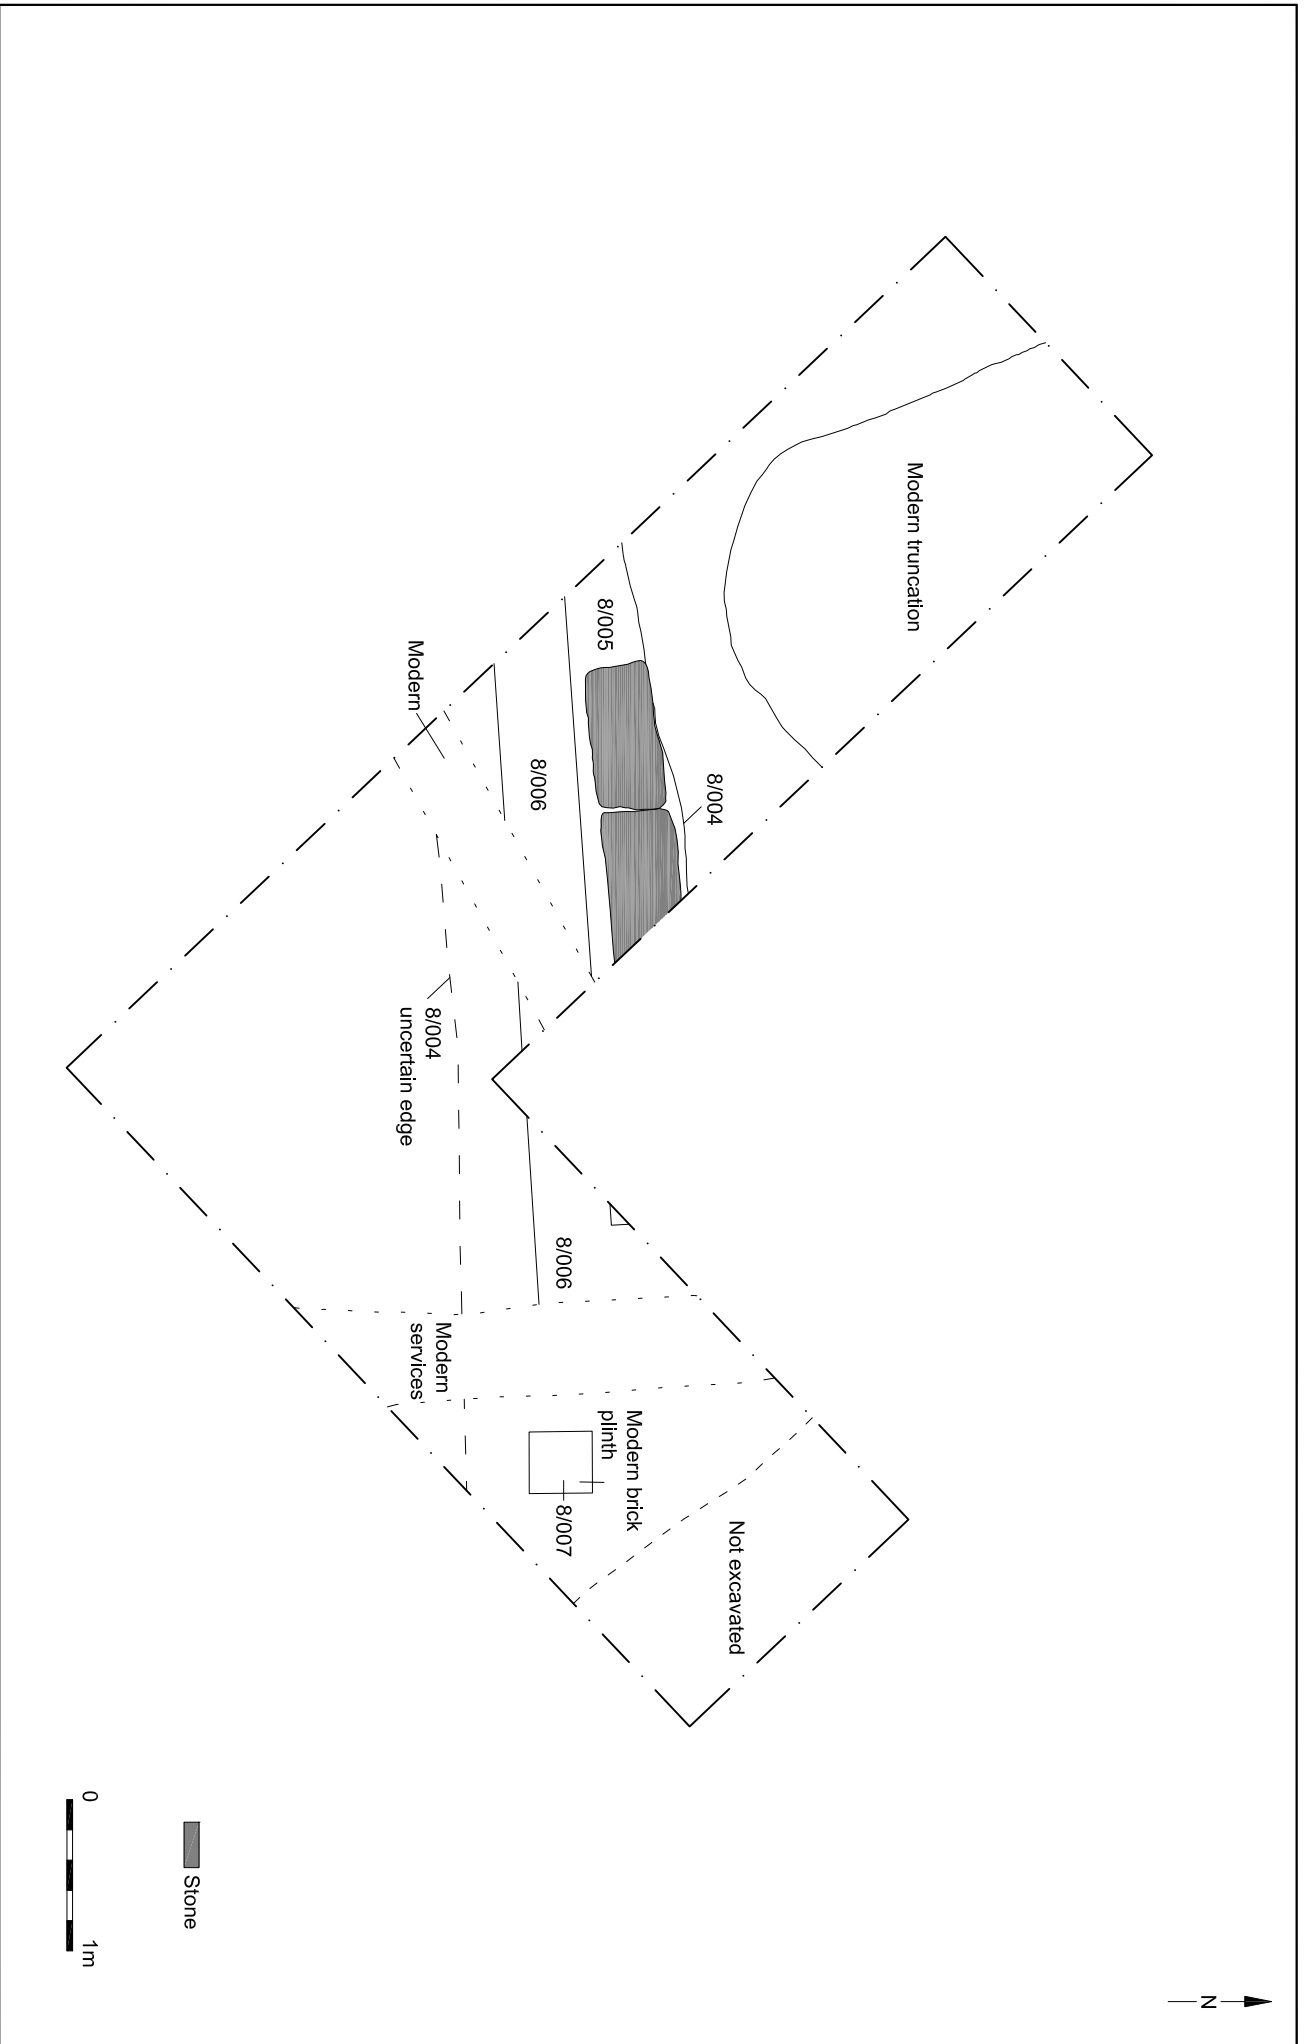 Modern truncation
8/004
8/005
8/006
Modern
8/004
uncertain edge
8/006
Modern
services
Modern brick
plinth
8/007
Not excavated
N
Stone
0
1m